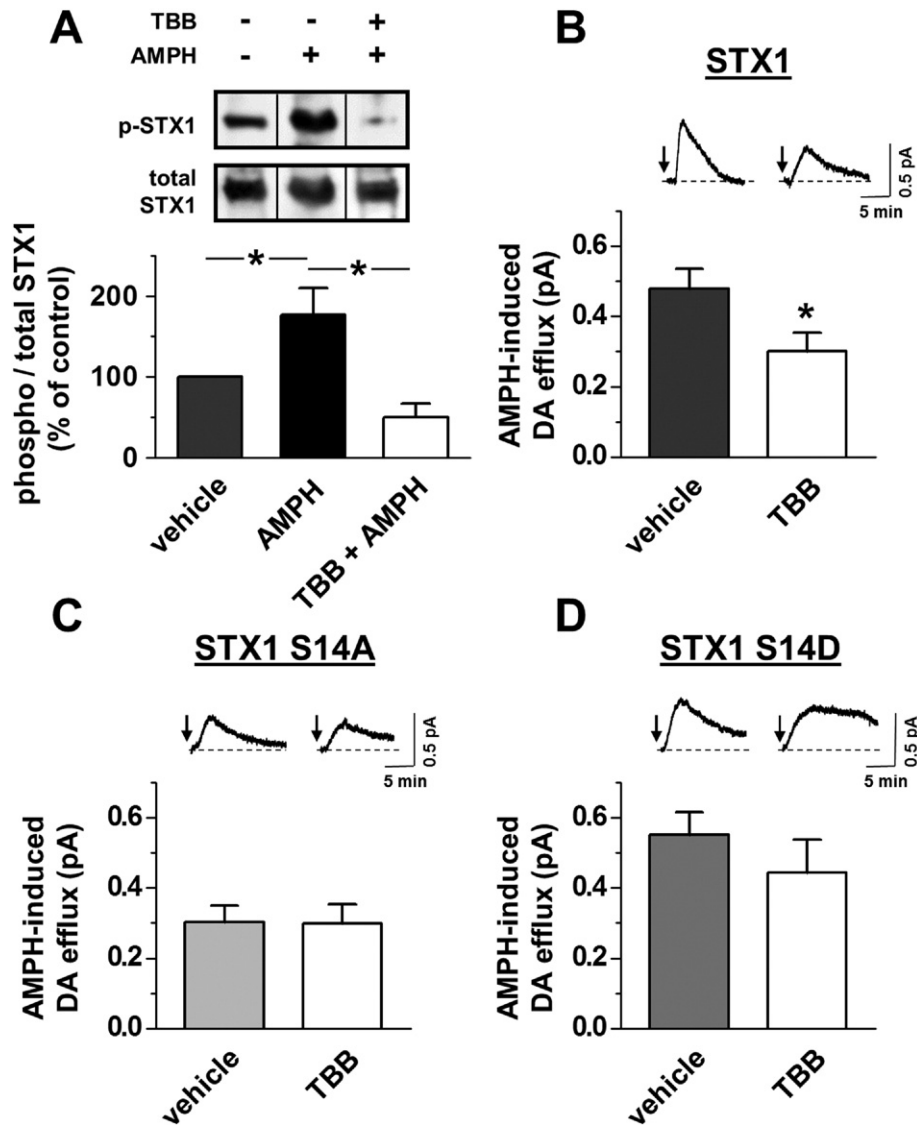 A
TBB - - +
AMPH - + +
p-STX1
total
STX1
phospho / total STX1
(% of control)
200
100
0
*
*
vehicle
AMPH
TBB + AMPH
B
STX1
0.5 pA
5 min
AMPH-induced
DA efflux (pA)
0.6
0.4
0.2
0.0
*
vehicle
TBB
C
STX1 S14A
0.5 pA
5 min
AMPH-induced
DA efflux (pA)
0.6
0.4
0.2
0.0
vehicle
TBB
D
STX1 S14D
0.5 pA
5 min
AMPH-induced
DA efflux (pA)
0.6
0.4
0.2
0.0
vehicle
TBB